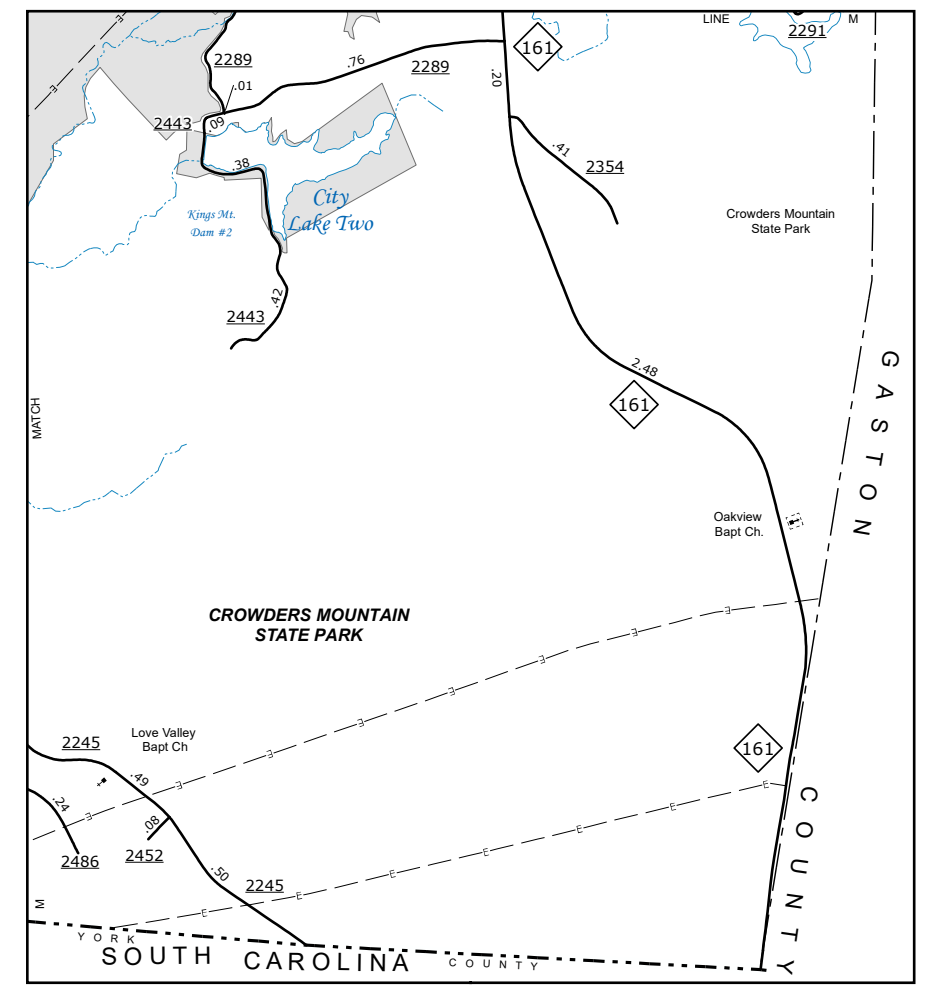 LINE
M
2291
161
2289
.76
2289
.20
.01
2443
.09
.38
.41
2354
City
Lake Two
Kings Mt.
Dam #2
Crowders Mountain
State Park
.42
2443
2.48
161
GASTON
MATCH
Oakview
Bapt Ch.
CROWDERS MOUNTAIN
STATE PARK
E
E
E
E
E
E
E
E
E
2245
Love Valley
Bapt Ch
.49
161
.24
.08
2486
2452
E
E
E
E
E
E
E
.50
2245
COUNTY
M
YORK
SOUTH CAROLINA
COUNTY
E
E